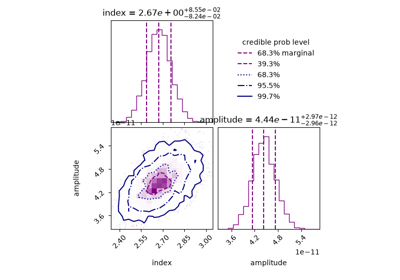 index = 2.67e + 00 +8.55e − 02 −8.24e − 02
credible prob level
68.3% marginal
39.3%
68.3%
95.5%
99.7%
1e−11
amplitude = 4.44e − 11 +2.97e − 12 −2.96e − 12
amplitude
5.4
4.8
4.2
3.6
2.40 2.55 2.70 2.85 3.00
index
3.6 4.2 4.8 5.4
1e−11
amplitude